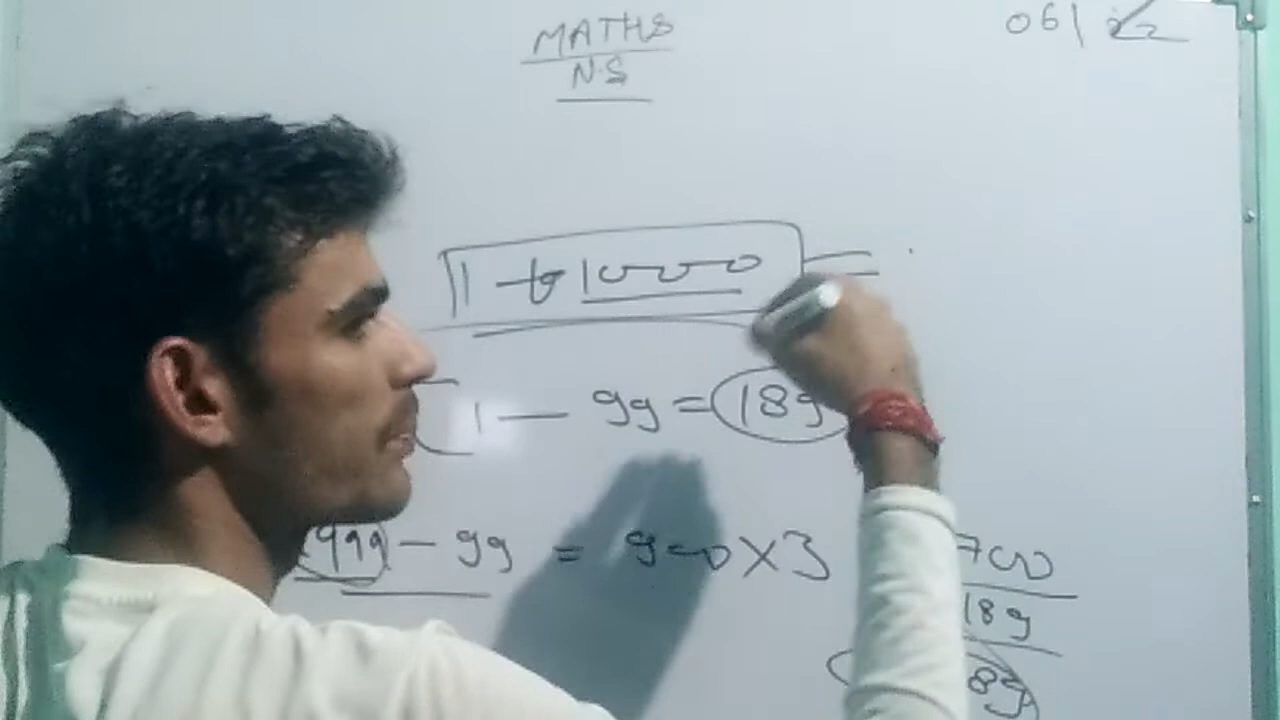 MATHS
N.S
06/22
1 to 1000 =
1 — 99 = 189
999 — 99 = 900 X 3
700
189
89